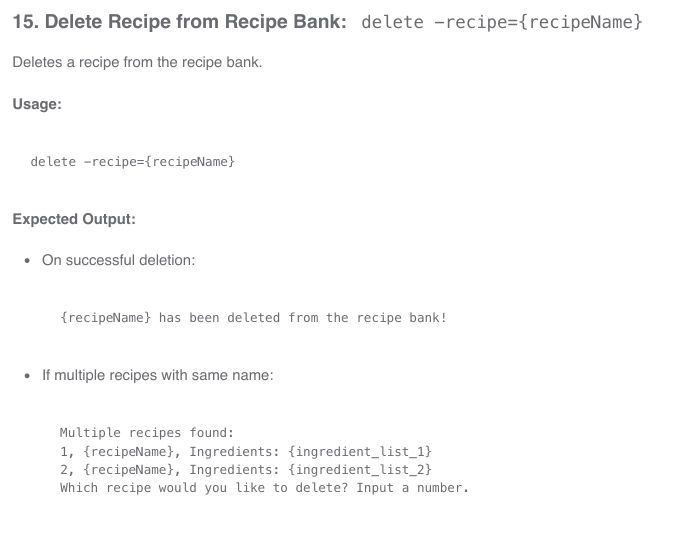 15. Delete Recipe from Recipe Bank: delete –recipe={recipeName}
Deletes a recipe from the recipe bank.
Usage:
delete –recipe={recipeName}
Expected Output:
• On successful deletion:
{recipeName} has been deleted from the recipe bank!
• If multiple recipes with same name:
Multiple recipes found:
1, {recipeName}, Ingredients: {ingredient_list_1}
2, {recipeName}, Ingredients: {ingredient_list_2}
Which recipe would you like to delete? Input a number.